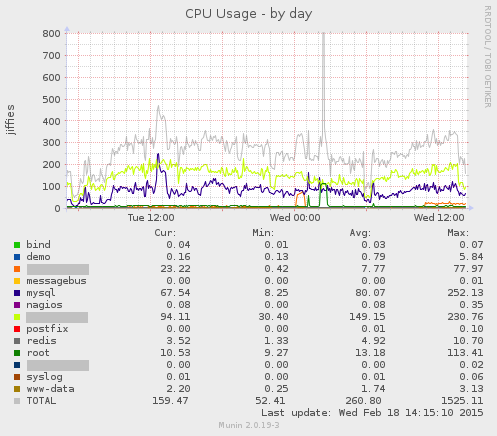 CPU Usage - by day
RRDTOOL / TOBI OETIKER
jiffies
800
700
600
500
400
300
200
100
0
Tue 12:00 Wed 00:00 Wed 12:00
Cur: Min: Avg: Max:
bind 0.04 0.01 0.03 0.07
demo 0.16 0.13 0.79 5.84
23.22 0.42 7.77 77.97
messagebus 0.00 0.00 0.00 0.01
mysql 67.54 8.25 80.07 252.13
nagios 0.08 0.00 0.08 0.35
94.11 30.40 149.15 230.76
postfix 0.00 0.00 0.01 0.10
redis 3.52 1.33 4.92 10.70
root 10.53 9.27 13.18 113.41
0.00 0.00 0.00 0.02
syslog 0.01 0.00 0.01 0.06
www-data 2.20 0.25 1.74 3.13
TOTAL 159.47 52.41 260.80 1525.11
Last update: Wed Feb 18 14:15:10 2015
Munin 2.0.19-3